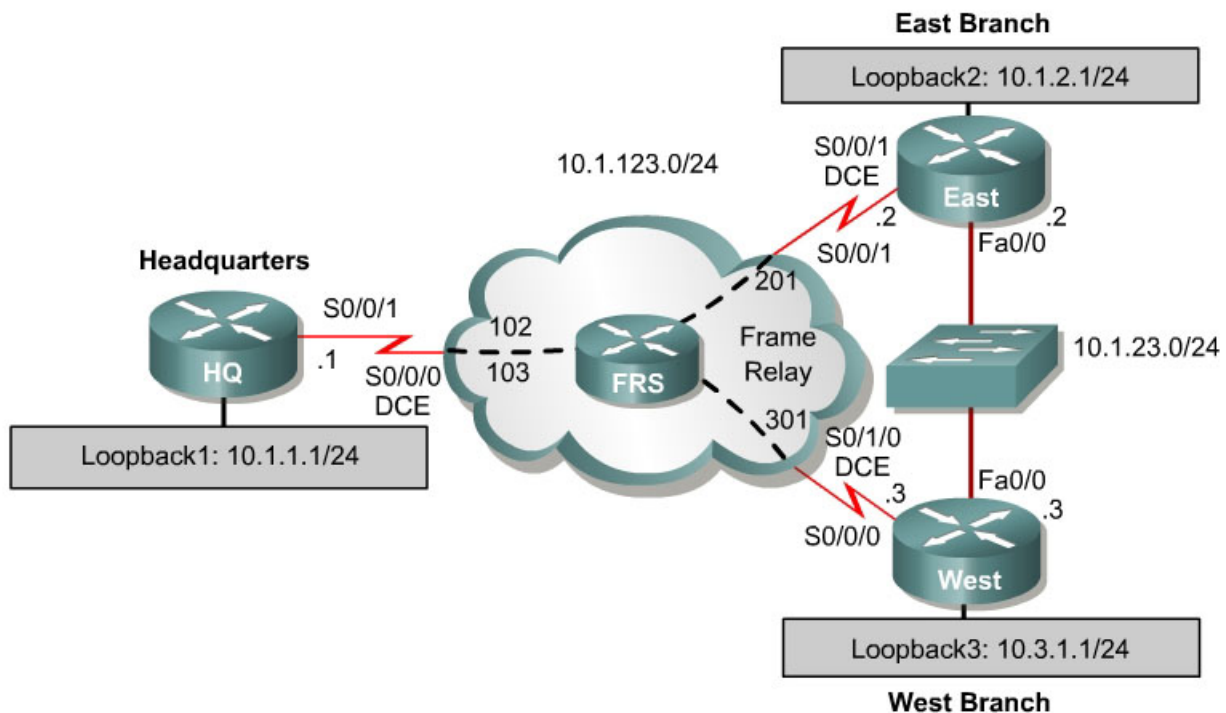 East Branch
Loopback2: 10.1.2.1/24
S0/0/1
DCE
10.1.123.0/24
East
.2
.2
S0/0/1
Fa0/0
Headquarters
201
S0/0/1
102
Frame
Relay
10.1.23.0/24
HQ
.1
S0/0/0
DCE
103
FRS
301
S0/1/0
DCE
Loopback1: 10.1.1.1/24
.3
Fa0/0
.3
S0/0/0
West
Loopback3: 10.3.1.1/24
West Branch